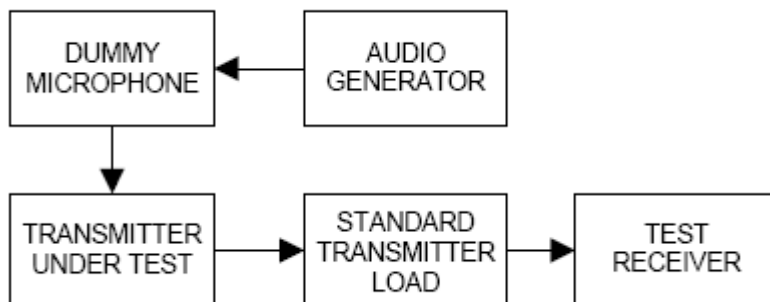 DUMMY
MICROPHONE
AUDIO
GENERATOR
TRANSMITTER
UNDER TEST
STANDARD
TRANSMITTER
LOAD
TEST
RECEIVER